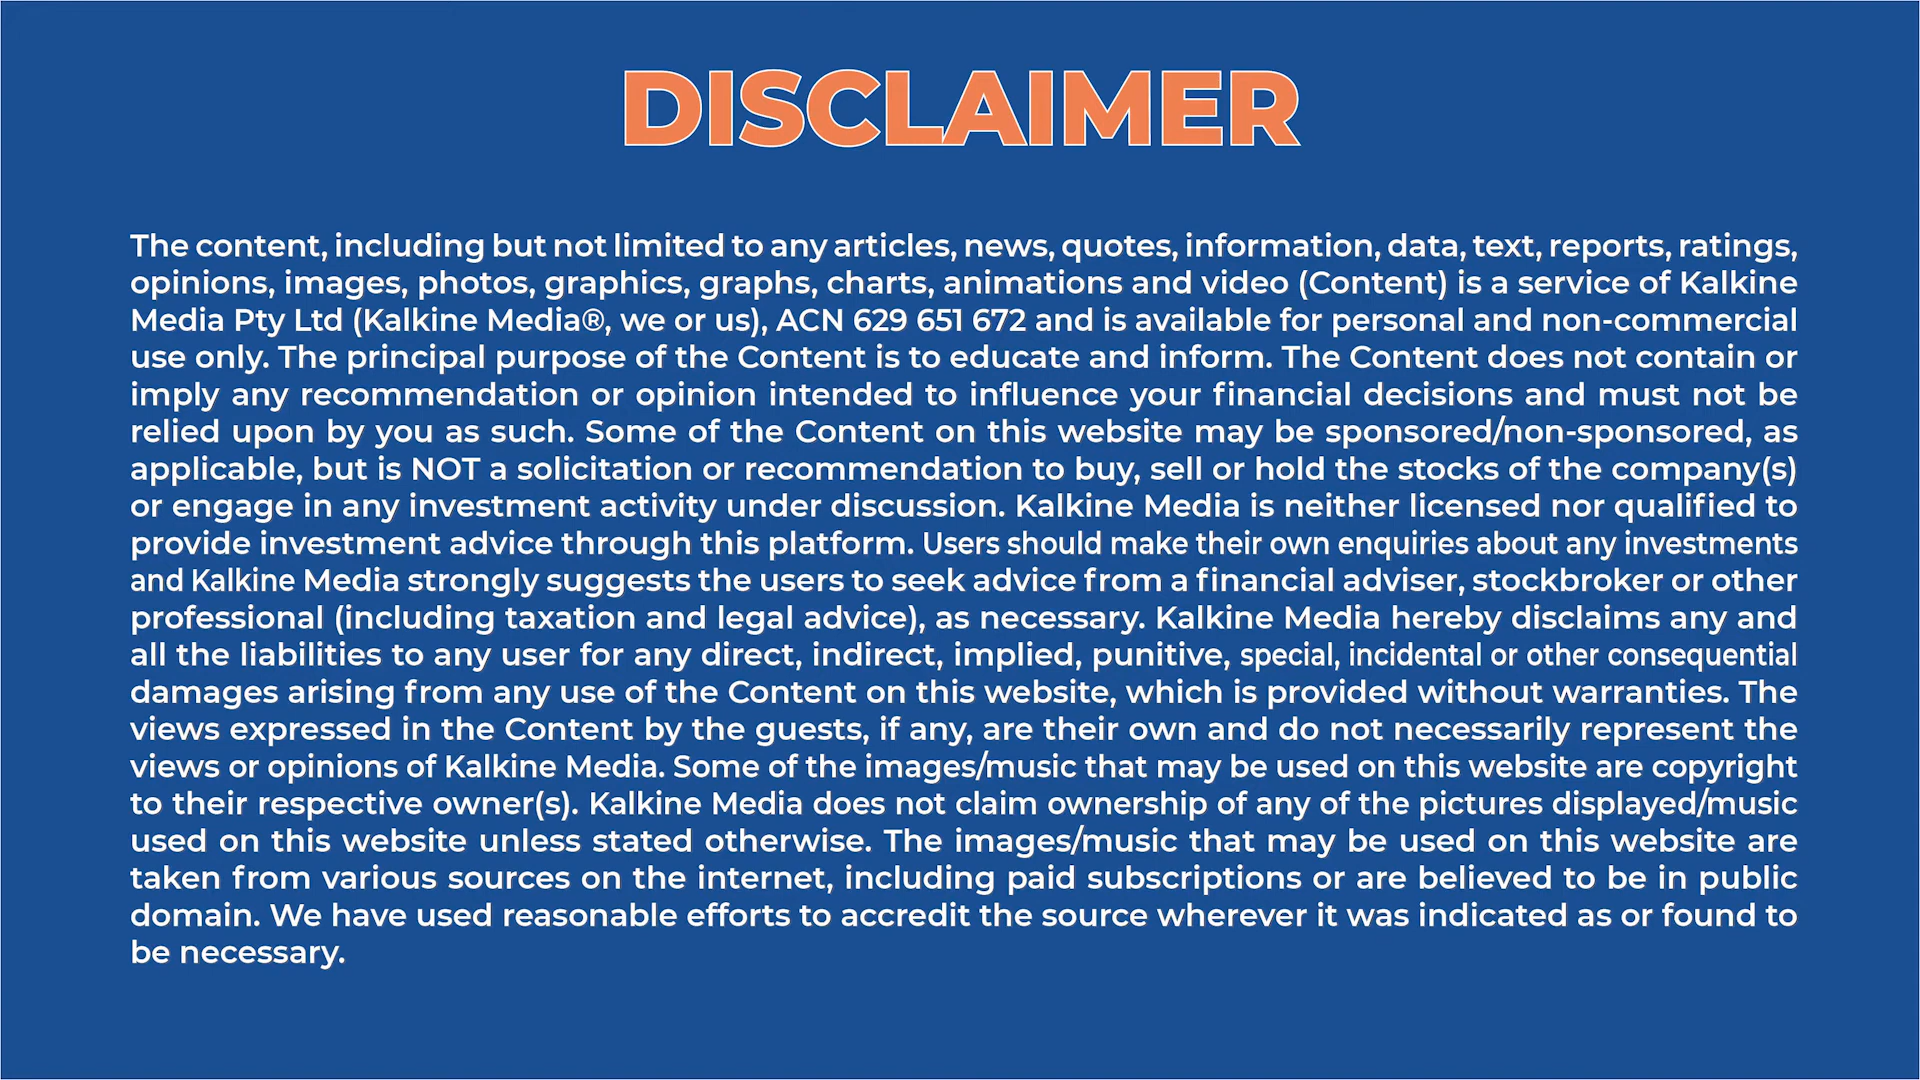 DISCLAIMER
The content, including but not limited to any articles, news, quotes, information, data, text, reports, ratings,
opinions, images, photos, graphics, graphs, charts, animations and video (Content) is a service of Kalkine
Media Pty Ltd (Kalkine Media®, we or us), ACN 629 651 672 and is available for personal and non-commercial
use only. The principal purpose of the Content is to educate and inform. The Content does not contain or
imply any recommendation or opinion intended to influence your financial decisions and must not be
relied upon by you as such. Some of the Content on this website may be sponsored/non-sponsored, as
applicable, but is NOT a solicitation or recommendation to buy, sell or hold the stocks of the company(s)
or engage in any investment activity under discussion. Kalkine Media is neither licensed nor qualified to
provide investment advice through this platform. Users should make their own enquiries about any investments
and Kalkine Media strongly suggests the users to seek advice from a financial adviser, stockbroker or other
professional (including taxation and legal advice), as necessary. Kalkine Media hereby disclaims any and
all the liabilities to any user for any direct, indirect, implied, punitive, special, incidental or other consequential
damages arising from any use of the Content on this website, which is provided without warranties. The
views expressed in the Content by the guests, if any, are their own and do not necessarily represent the
views or opinions of Kalkine Media. Some of the images/music that may be used on this website are copyright
to their respective owner(s). Kalkine Media does not claim ownership of any of the pictures displayed/music
used on this website unless stated otherwise. The images/music that may be used on this website are
taken from various sources on the internet, including paid subscriptions or are believed to be in public
domain. We have used reasonable efforts to accredit the source wherever it was indicated as or found to
be necessary.